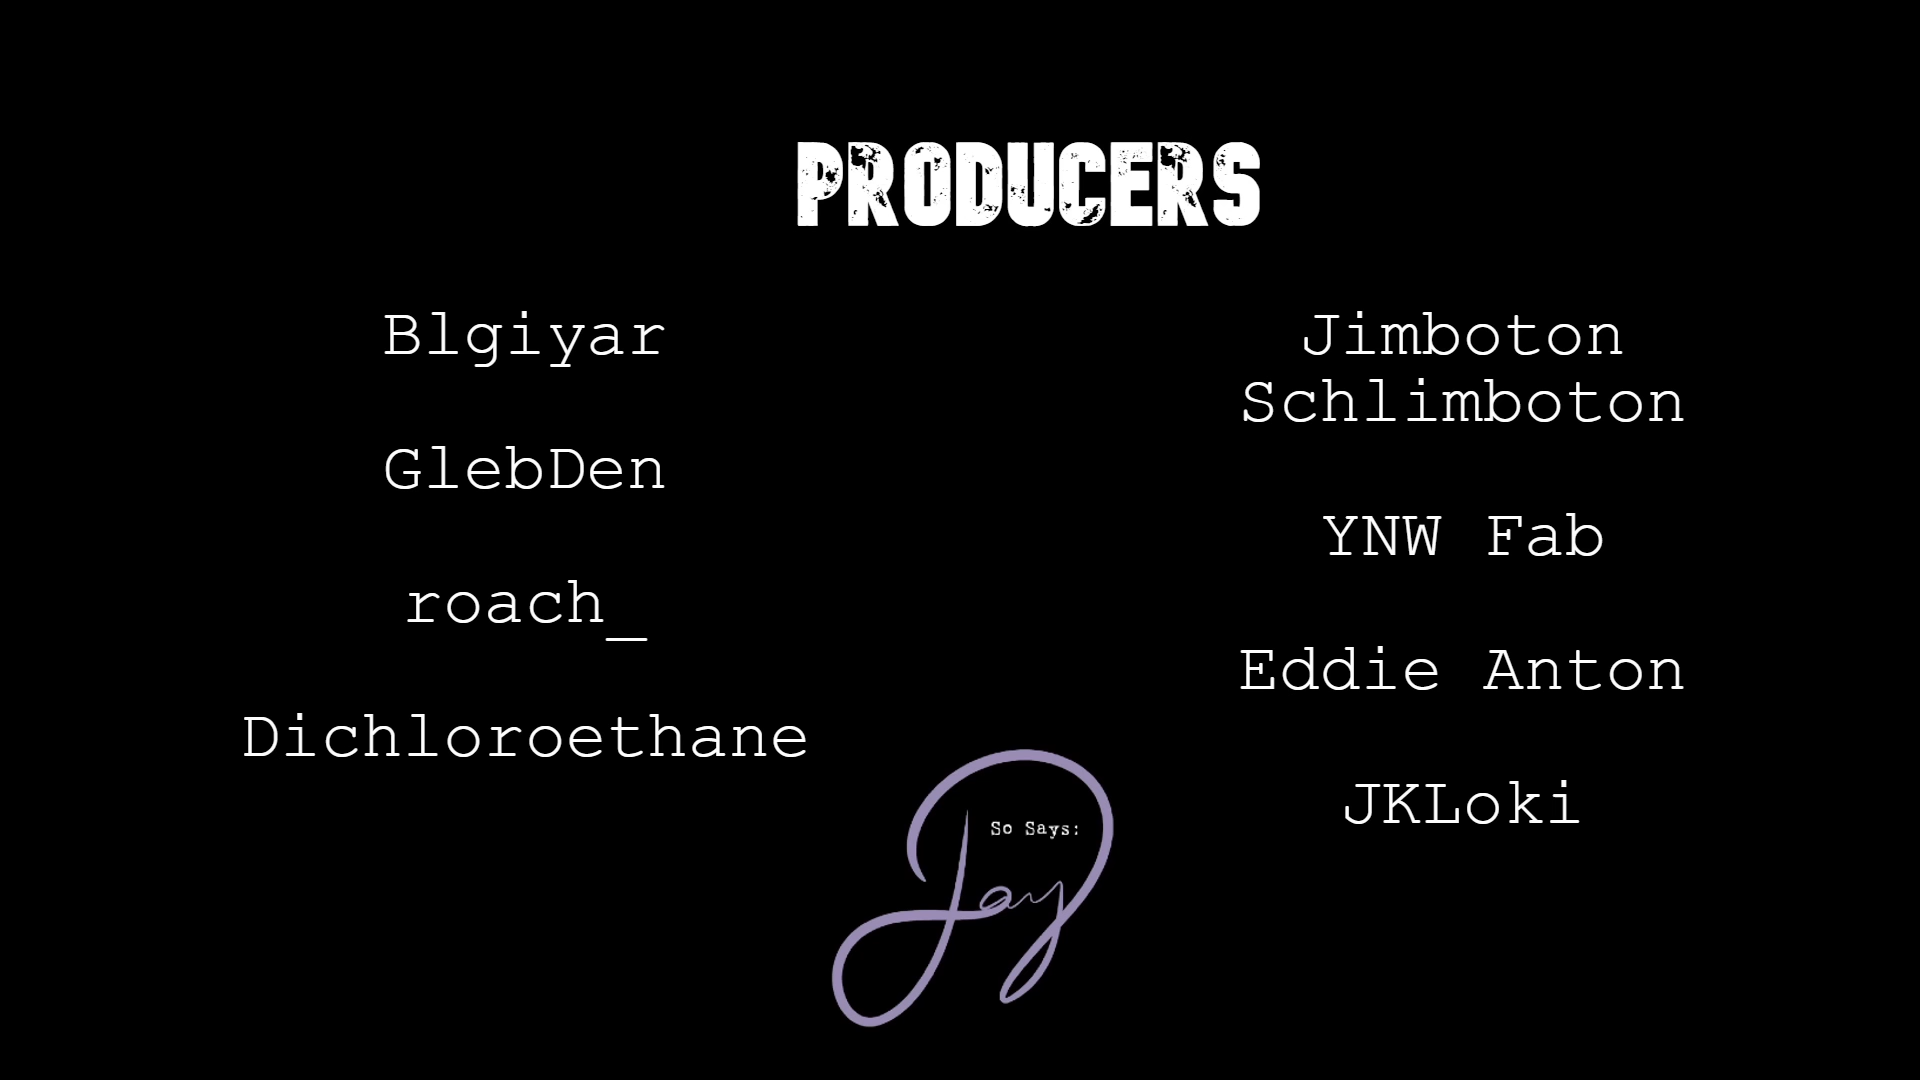 PRODUCERS
Blgiyar
GlebDen
roach_
Dichloroethane
Jimboton
Schlimboton
YNW Fab
Eddie Anton
JKLoki
So Says:
Jay